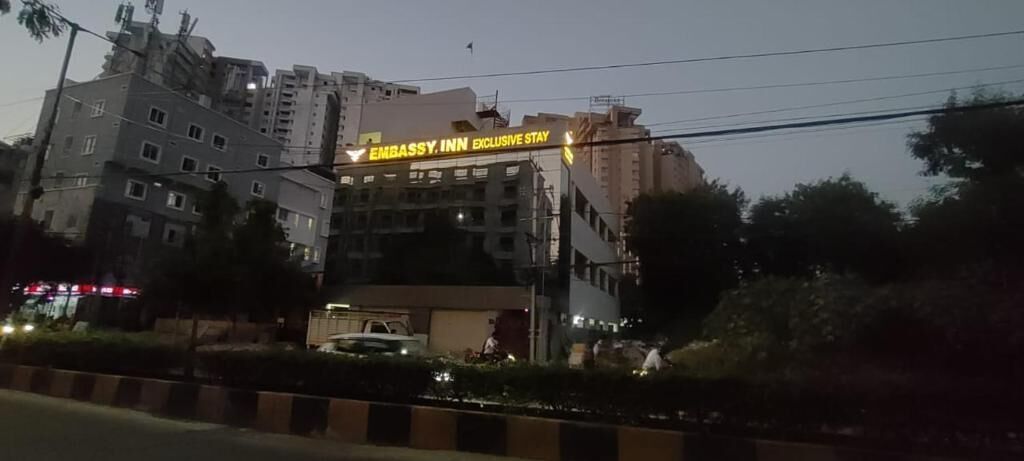 EMBASSY, INN EXCLUSIVE STAY